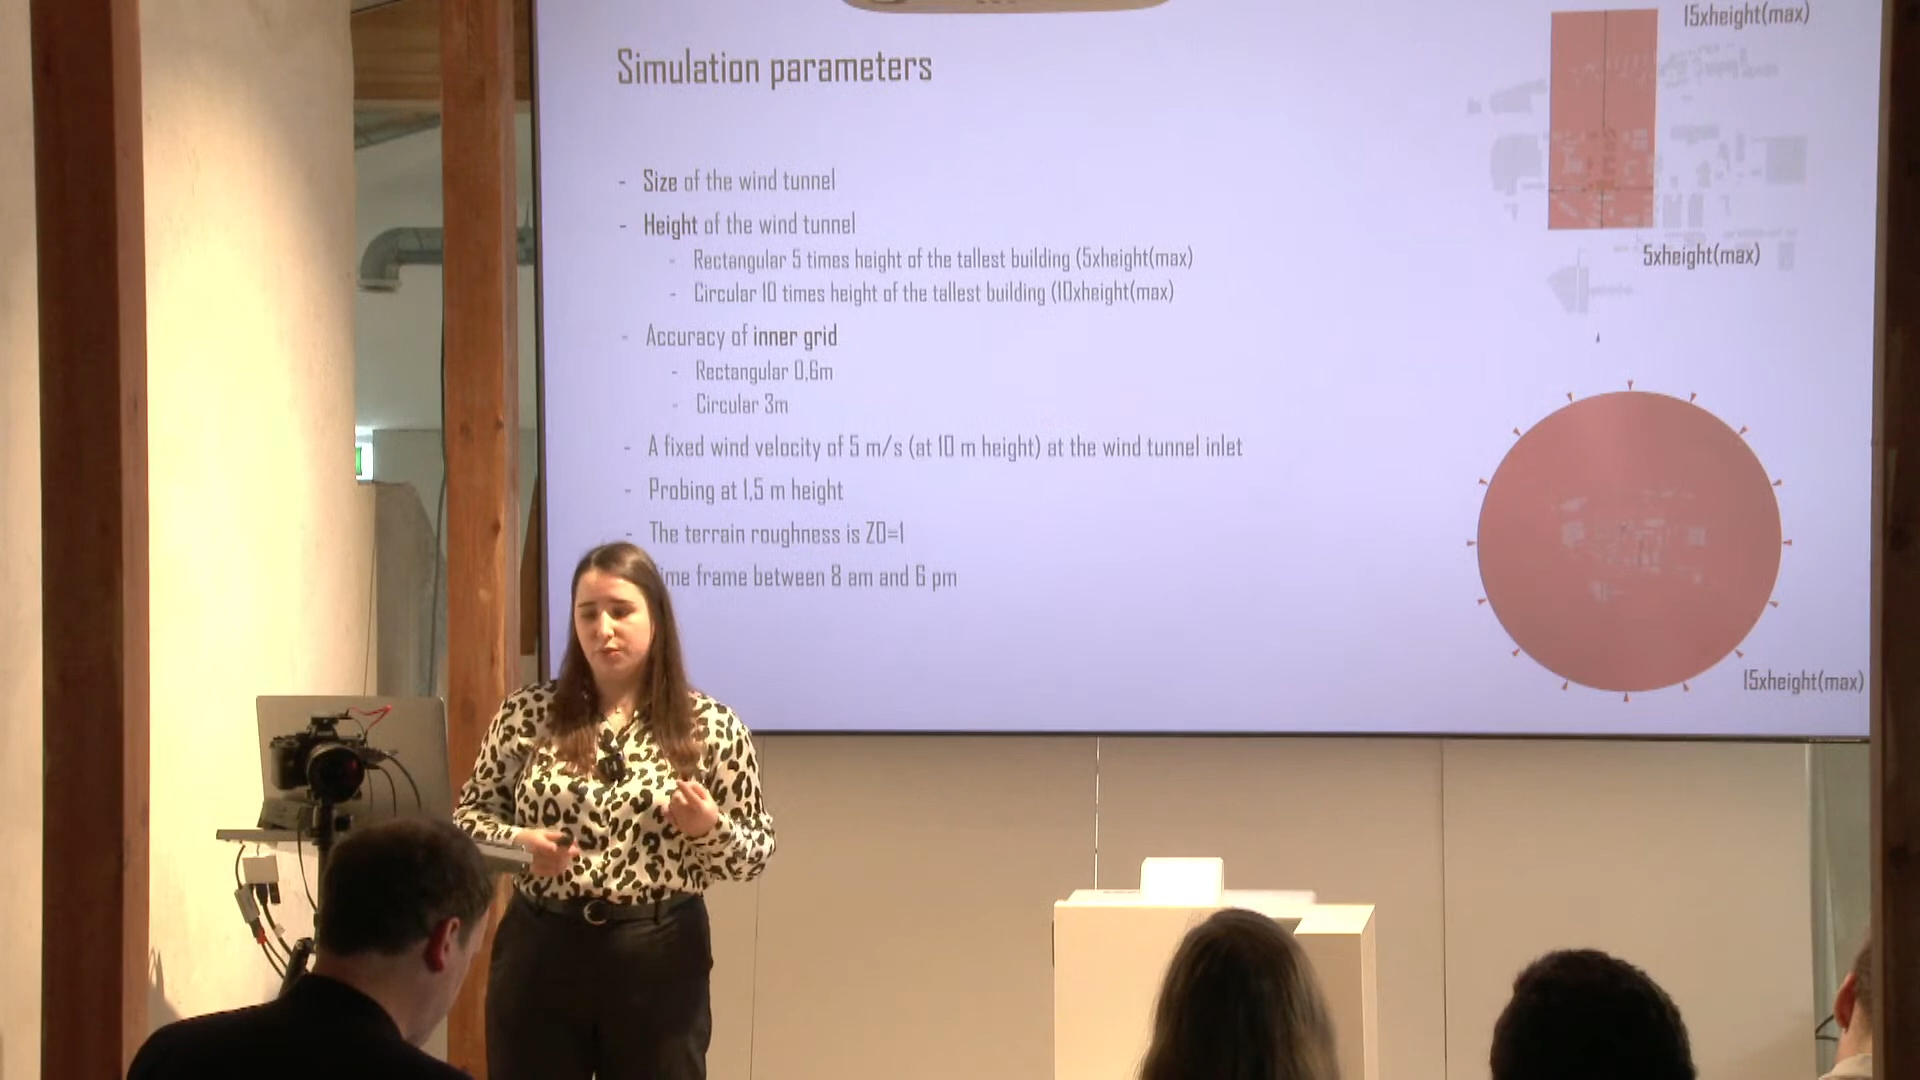 Simulation parameters
- Size of the wind tunnel
- Height of the wind tunnel
- Rectangular 5 times height of the tallest building (5xheight(max)
- Circular 10 times height of the tallest building (10xheight(max)
- Accuracy of inner grid
- Rectangular 0,6m
- Circular 3m
- A fixed wind velocity of 5 m/s (at 10 m height) at the wind tunnel inlet
- Probing at 1,5 m height
- The terrain roughness is Z0=1
ime frame between 8 am and 6 pm
15xheight(max)
5xheight(max)
15xheight(max)